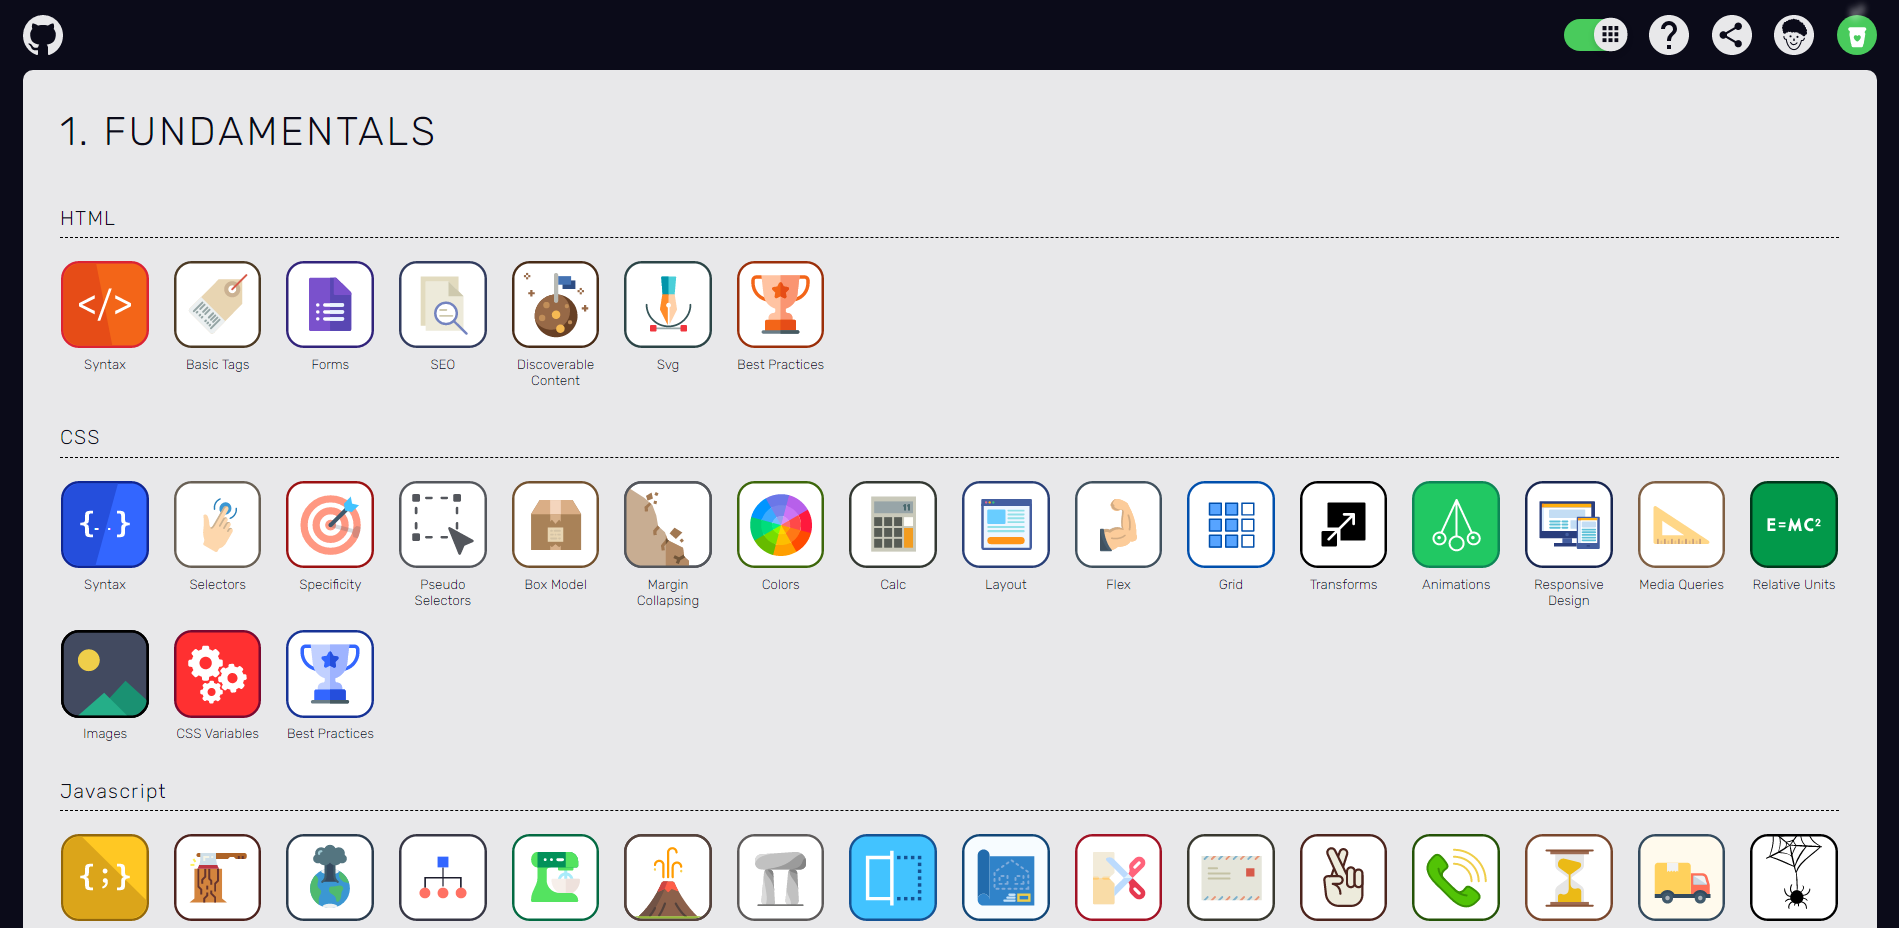 1. FUNDAMENTALS
HTML
</>
Syntax
Basic Tags
Forms
SEO
Discoverable
Content
Svg
Best Practices
CSS
{..}
Syntax
Selectors
Specificity
Pseudo
Selectors
Box Model
Margin
Collapsing
Colors
11
Calc
Layout
Flex
Grid
Transforms
Animations
Responsive
Design
Media Queries
E=MC²
Relative Units
Images
CSS Variables
Best Practices
Javascript
{;}